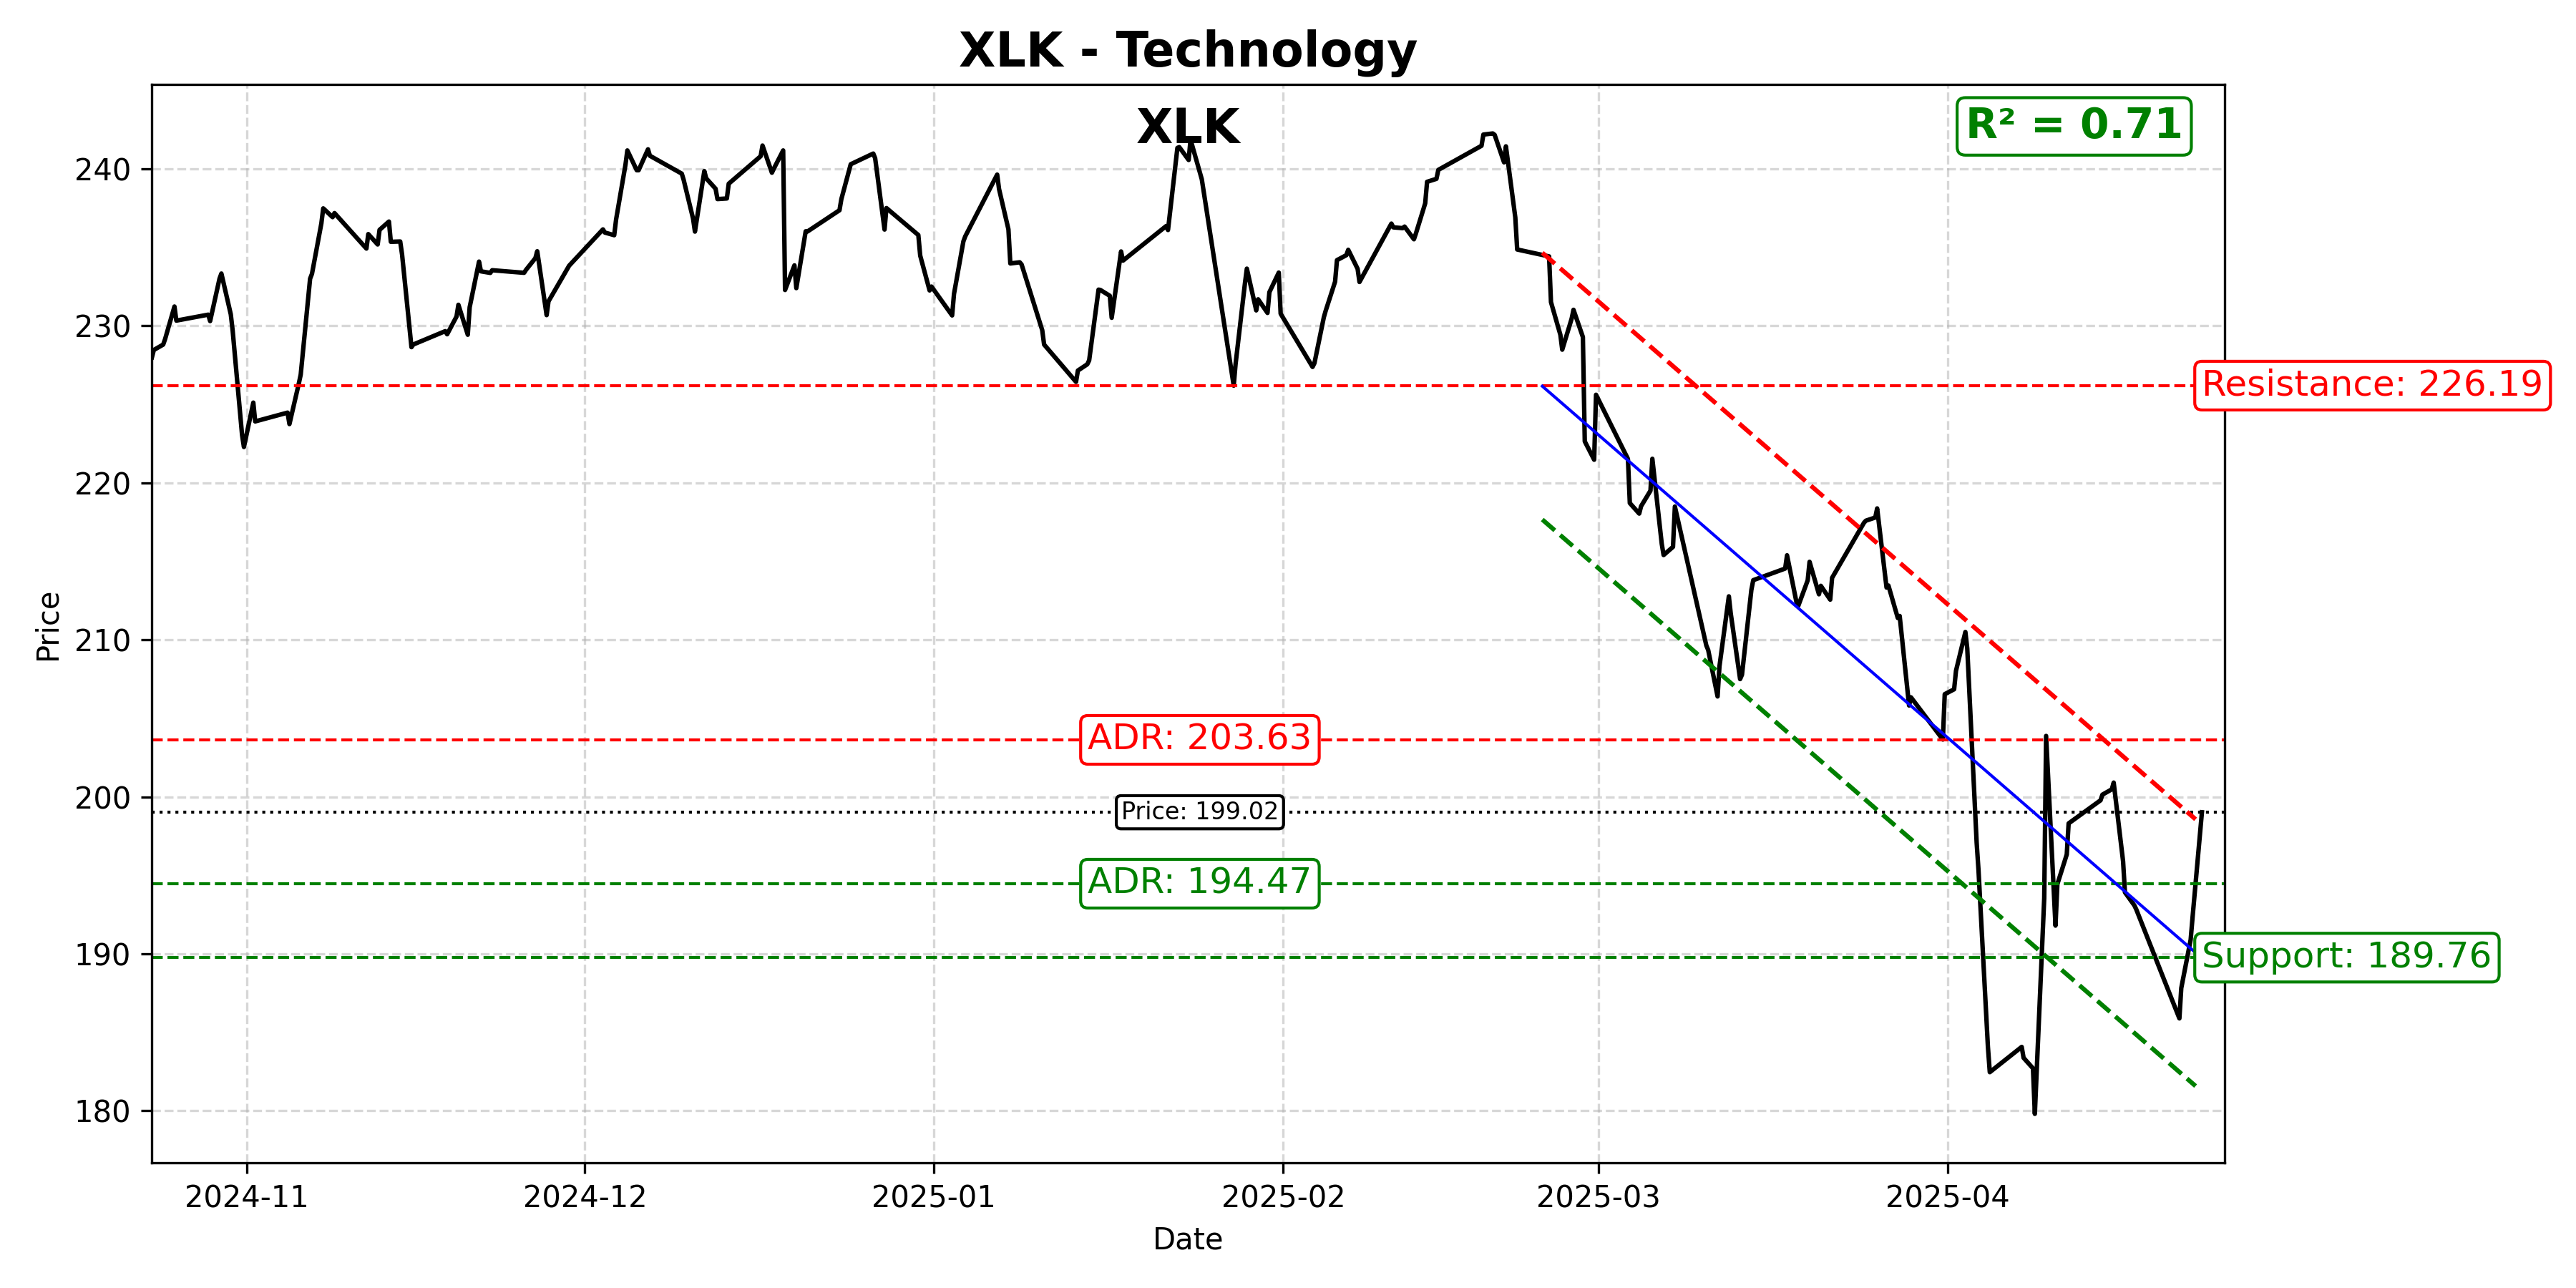 XLK - Technology
XLK
R² = 0.71
240
230
220
210
200
190
180
Price
Resistance: 226.19
ADR: 203.63
Price: 199.02
ADR: 194.47
Support: 189.76
2024-11
2024-12
2025-01
2025-02
2025-03
2025-04
Date